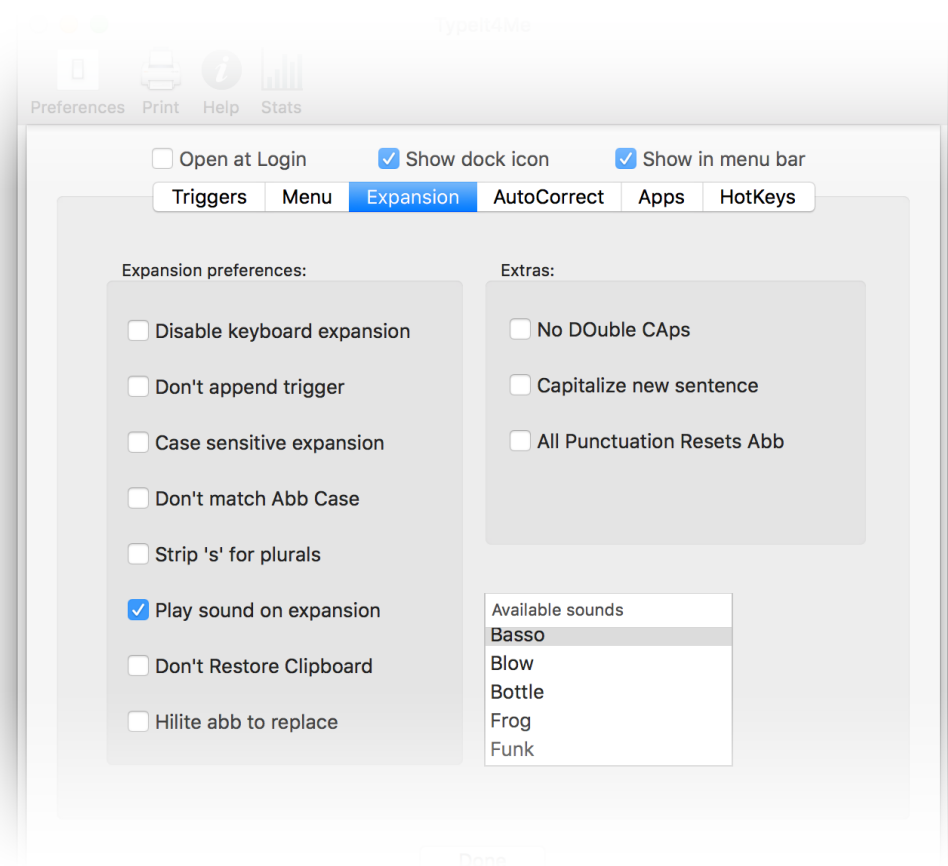 TypeIt4Me
Preferences Print Help Stats
Open at Login Show dock icon Show in menu bar
Triggers Menu Expansion AutoCorrect Apps HotKeys
Expansion preferences:
Disable keyboard expansion
Don't append trigger
Case sensitive expansion
Don't match Abb Case
Strip 's' for plurals
Play sound on expansion
Don't Restore Clipboard
Hilite abb to replace
Extras:
No DOuble CAps
Capitalize new sentence
All Punctuation Resets Abb
Available sounds
Basso
Blow
Bottle
Frog
Funk
Done